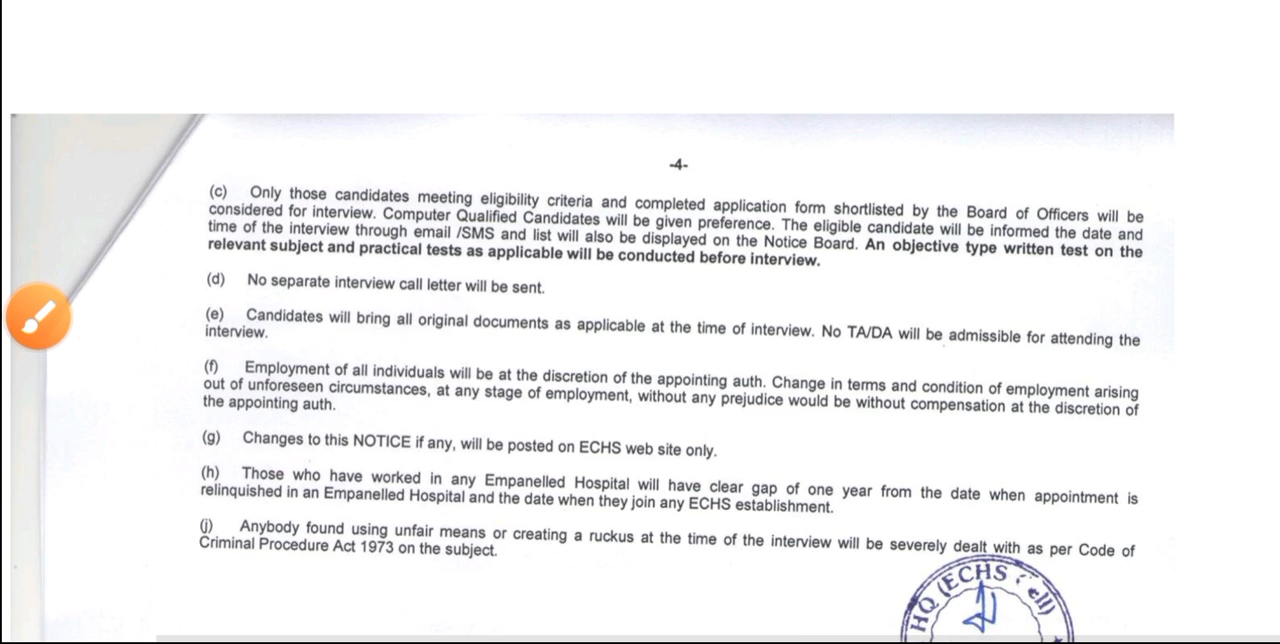 -4-
(c) Only those candidates meeting eligibility criteria and completed application form shortlisted by the Board of Officers will be
considered for interview. Computer Qualified Candidates will be given preference. The eligible candidate will be informed the date and
time of the interview through email /SMS and list will also be displayed on the Notice Board. An objective type written test on the
relevant subject and practical tests as applicable will be conducted before interview.
(d) No separate interview call letter will be sent.
(e) Candidates will bring all original documents as applicable at the time of interview. No TA/DA will be admissible for attending the
interview.
(f) Employment of all individuals will be at the discretion of the appointing auth. Change in terms and condition of employment arising
out of unforeseen circumstances, at any stage of employment, without any prejudice would be without compensation at the discretion of
the appointing auth.
(g) Changes to this NOTICE if any, will be posted on ECHS web site only.
(h) Those who have worked in any Empanelled Hospital will have clear gap of one year from the date when appointment is
relinquished in an Empanelled Hospital and the date when they join any ECHS establishment.
(j) Anybody found using unfair means or creating a ruckus at the time of the interview will be severely dealt with as per Code of
Criminal Procedure Act 1973 on the subject.
HQ (ECHS Cell)